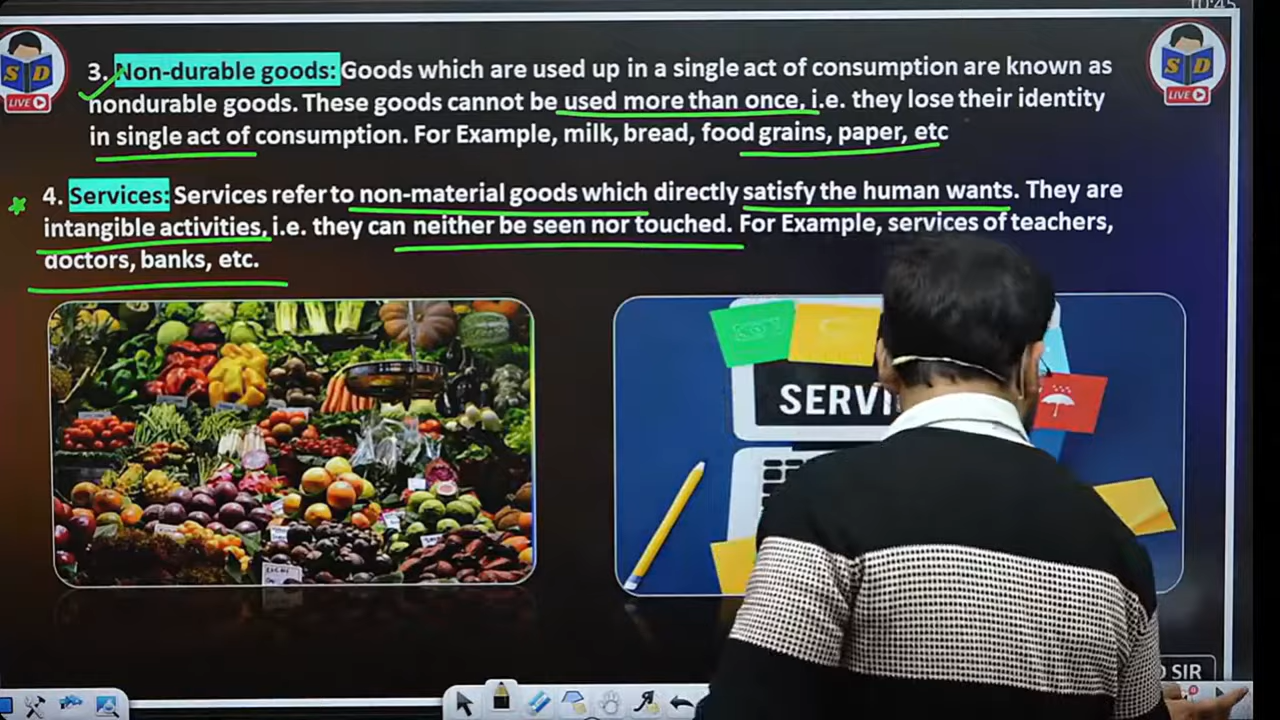 10:45
S D
LIVE
S D
LIVE
3. Non-durable goods: Goods which are used up in a single act of consumption are known as
nondurable goods. These goods cannot be used more than once, i.e. they lose their identity
in single act of consumption. For Example, milk, bread, food grains, paper, etc
4. Services: Services refer to non-material goods which directly satisfy the human wants. They are
intangible activities, i.e. they can neither be seen nor touched. For Example, services of teachers,
doctors, banks, etc.
SERVI
SIR